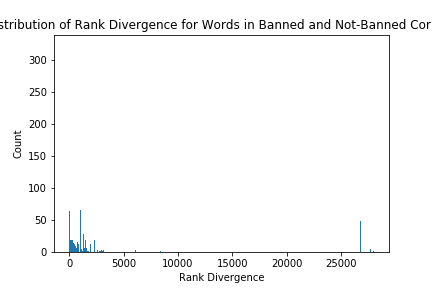 stribution of Rank Divergence for Words in Banned and Not-Banned Cor
300
250
200
150
100
50
0
Count
0 5000 10000 15000 20000 25000
Rank Divergence